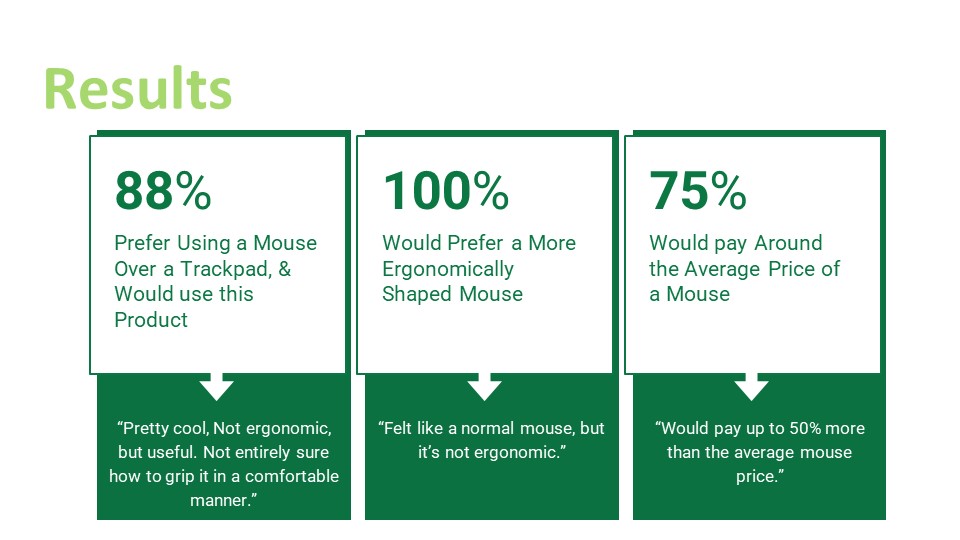 Results
88%
Prefer Using a Mouse
Over a Trackpad, &
Would use this
Product
“Pretty cool, Not ergonomic,
but useful. Not entirely sure
how to grip it in a comfortable
manner.”
100%
Would Prefer a More
Ergonomically
Shaped Mouse
“Felt like a normal mouse, but
it’s not ergonomic.”
75%
Would pay Around
the Average Price of
a Mouse
“Would pay up to 50% more
than the average mouse
price.”